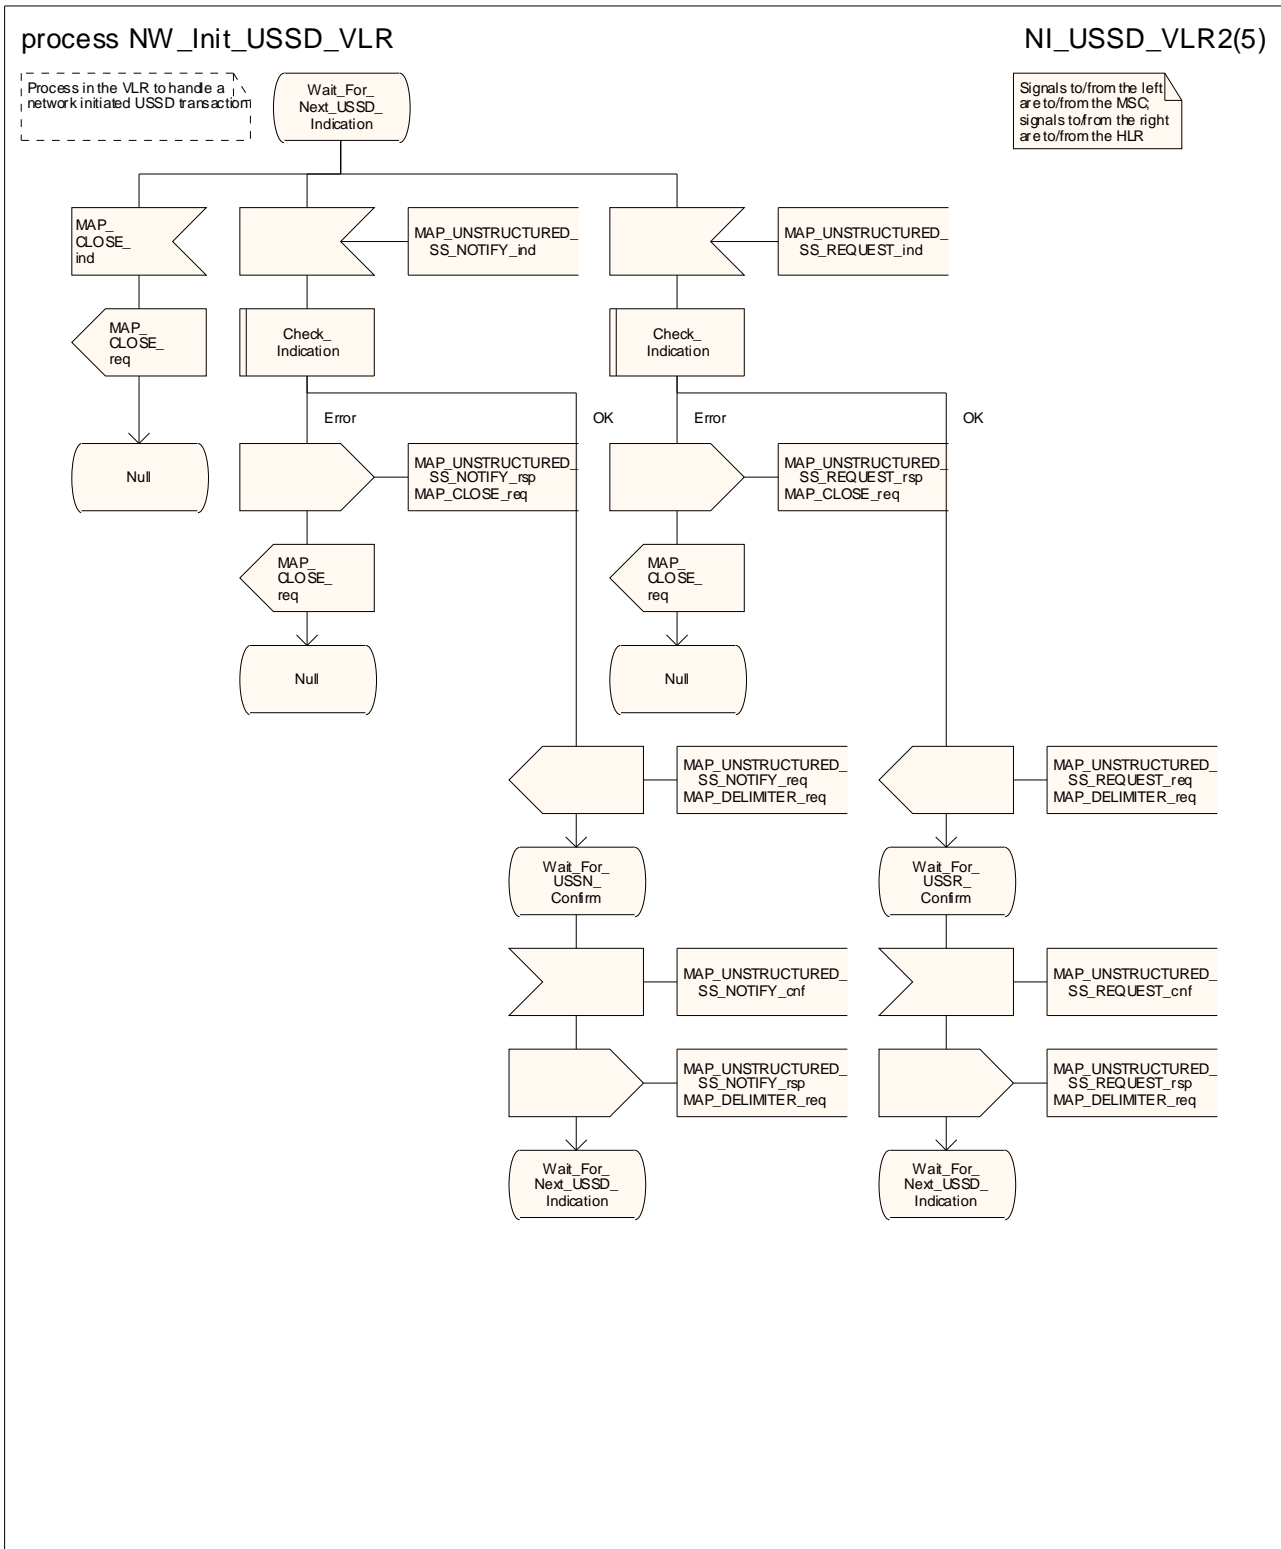 process NW_Init_USSD_VLR
NI_USSD_VLR2(5)
Process in the VLR to handle a
network initiated USSD transaction
Wait_For_
Next_USSD_
Indication
Signals to/from the left
are to/from the MSC;
signals to/from the right
are to/from the HLR
MAP_
CLOSE_
ind
MAP_UNSTRUCTURED_
SS_NOTIFY_ind
MAP_UNSTRUCTURED_
SS_REQUEST_ind
MAP_
CLOSE_
req
Check_
Indication
Check_
Indication
Error
OK
Error
OK
Null
MAP_UNSTRUCTURED_
SS_NOTIFY_rsp
MAP_CLOSE_req
MAP_UNSTRUCTURED_
SS_REQUEST_rsp
MAP_CLOSE_req
MAP_
CLOSE_
req
MAP_
CLOSE_
req
Null
Null
MAP_UNSTRUCTURED_
SS_NOTIFY_req
MAP_DELIMITER_req
MAP_UNSTRUCTURED_
SS_REQUEST_req
MAP_DELIMITER_req
Wait_For_
USSN_
Confirm
Wait_For_
USSR_
Confirm
MAP_UNSTRUCTURED_
SS_NOTIFY_cnf
MAP_UNSTRUCTURED_
SS_REQUEST_cnf
MAP_UNSTRUCTURED_
SS_NOTIFY_rsp
MAP_DELIMITER_req
MAP_UNSTRUCTURED_
SS_REQUEST_rsp
MAP_DELIMITER_req
Wait_For_
Next_USSD_
Indication
Wait_For_
Next_USSD_
Indication